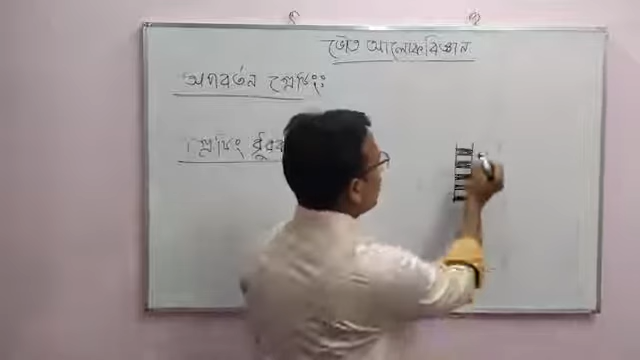 ভৌত আলোকবিজ্ঞান
অপবর্তন গ্রেটিংঃ
গ্রেটিং